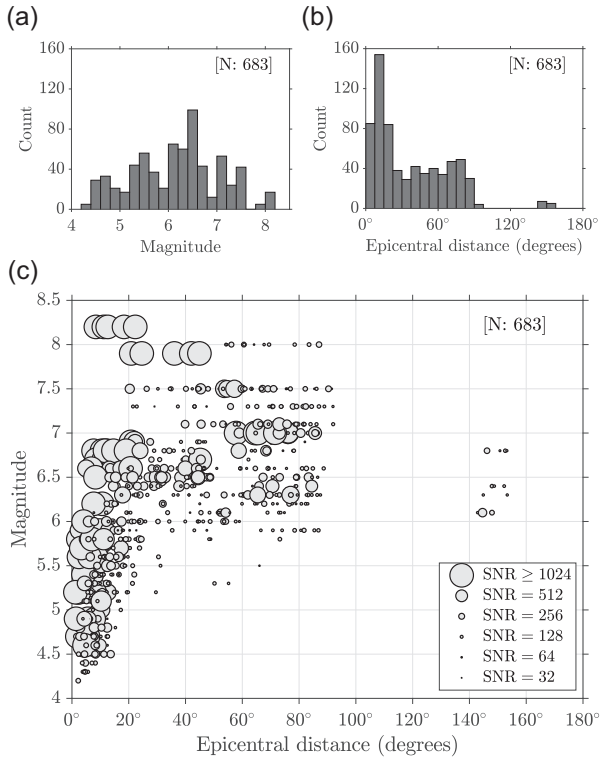 (a)
(b)
160
120
80
40
0
Count
[N: 683]
4
5
6
7
8
Magnitude
160
120
80
40
0
Count
[N: 683]
0°
60°
120°
180°
Epicentral distance (degrees)
(c)
8.5
8
7.5
7
6.5
6
5.5
5
4.5
4
Magnitude
[N: 683]
SNR ≥ 1024
SNR = 512
SNR = 256
SNR = 128
SNR = 64
SNR = 32
0°
20°
40°
60°
80°
100°
120°
140°
160°
180°
Epicentral distance (degrees)